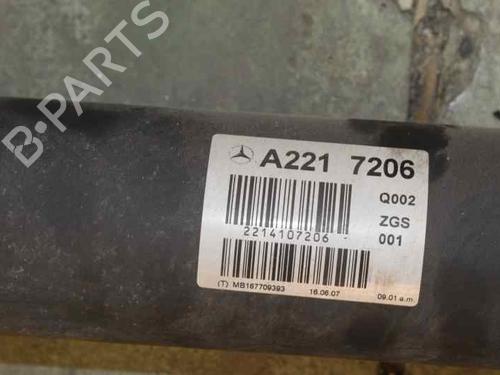 B-PARTS
A221 7206
Q002
ZGS
2214107206
001
(T) MB167709393 16.06.07 09.01 a.m